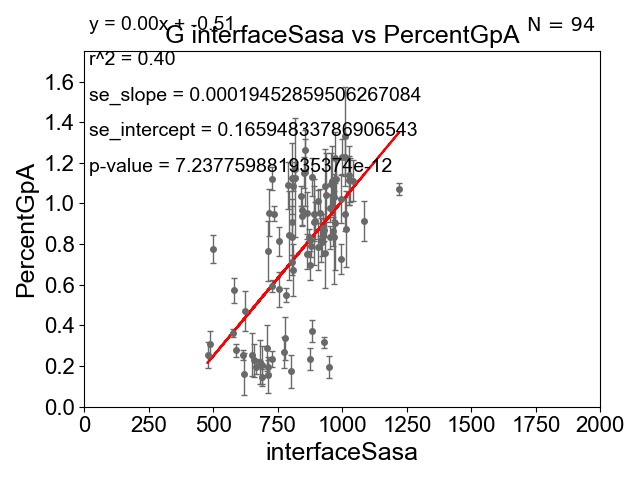 y = 0.00x + -0.51
G interfaceSasa vs PercentGpA
N = 94
r^2 = 0.40
se_slope = 0.00019452859506267084
se_intercept = 0.16594833786906543
p-value = 7.237759881935374e-12
PercentGpA
1.6
1.4
1.2
1.0
0.8
0.6
0.4
0.2
0.0
0 250 500 750 1000 1250 1500 1750 2000
interfaceSasa